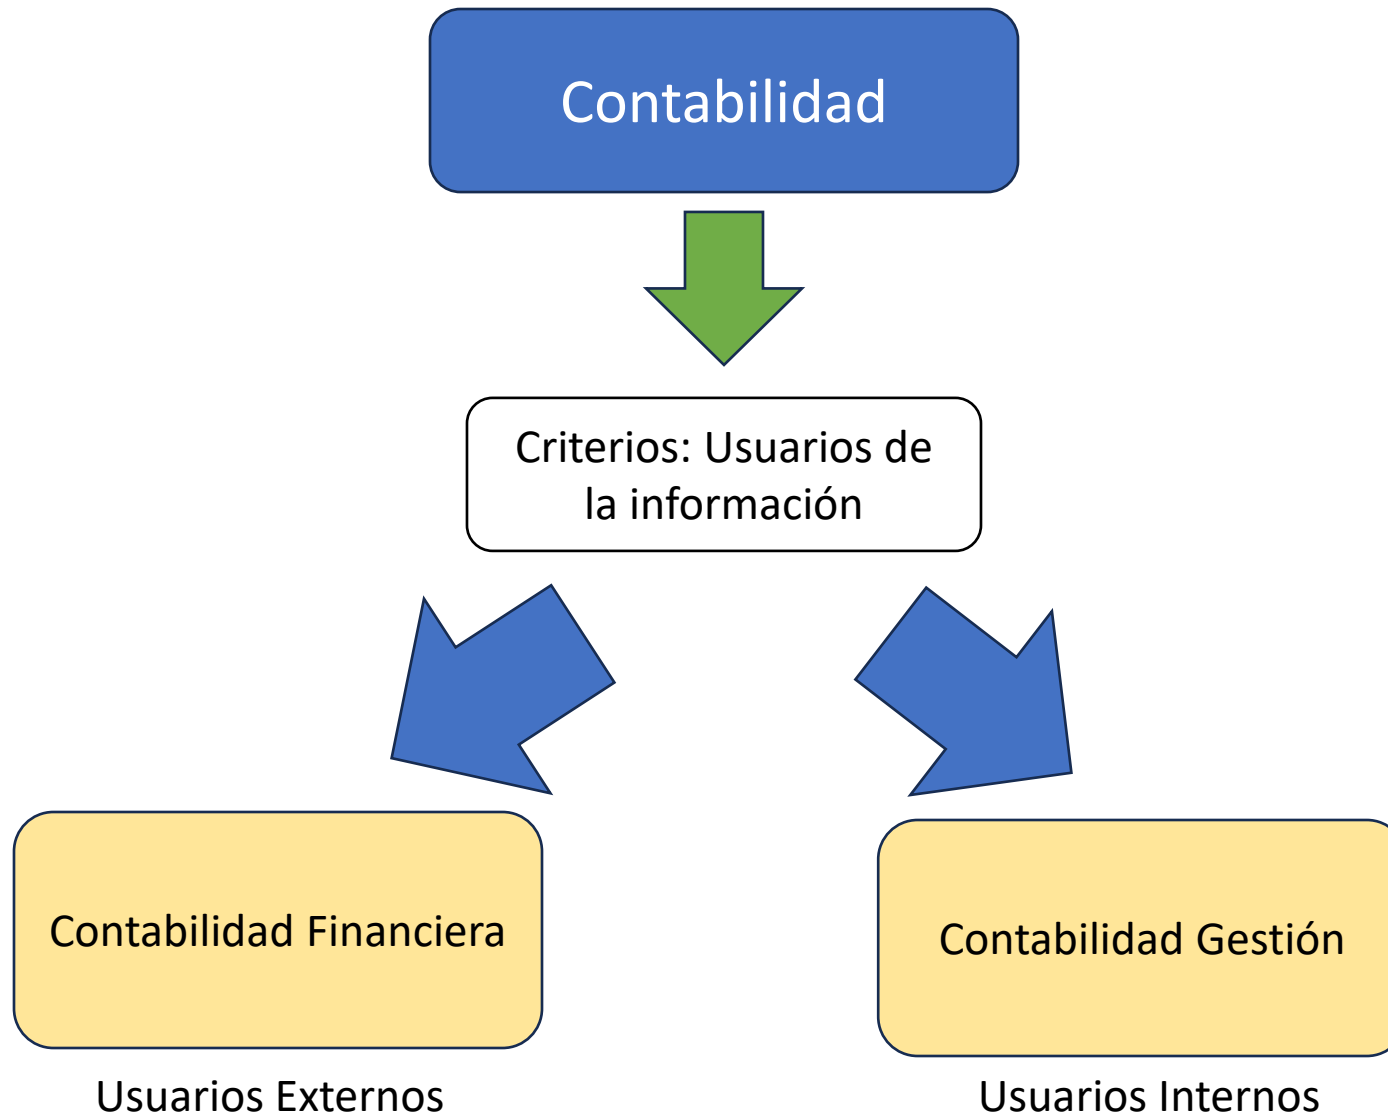 Contabilidad
Criterios: Usuarios de
la información
Contabilidad Financiera
Contabilidad Gestión
Usuarios Externos
Usuarios Internos